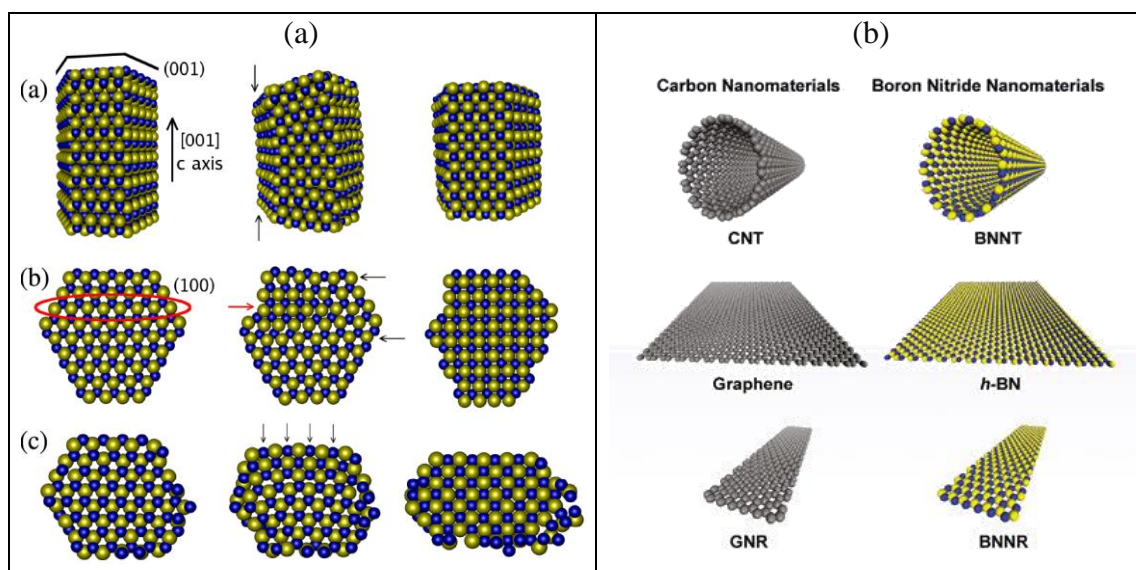 (a)
(a)
(001)
[001]
c axis
(b)
(100)
(c)
(b)
Carbon Nanomaterials
Boron Nitride Nanomaterials
CNT
BNNT
Graphene
h-BN
GNR
BNNR